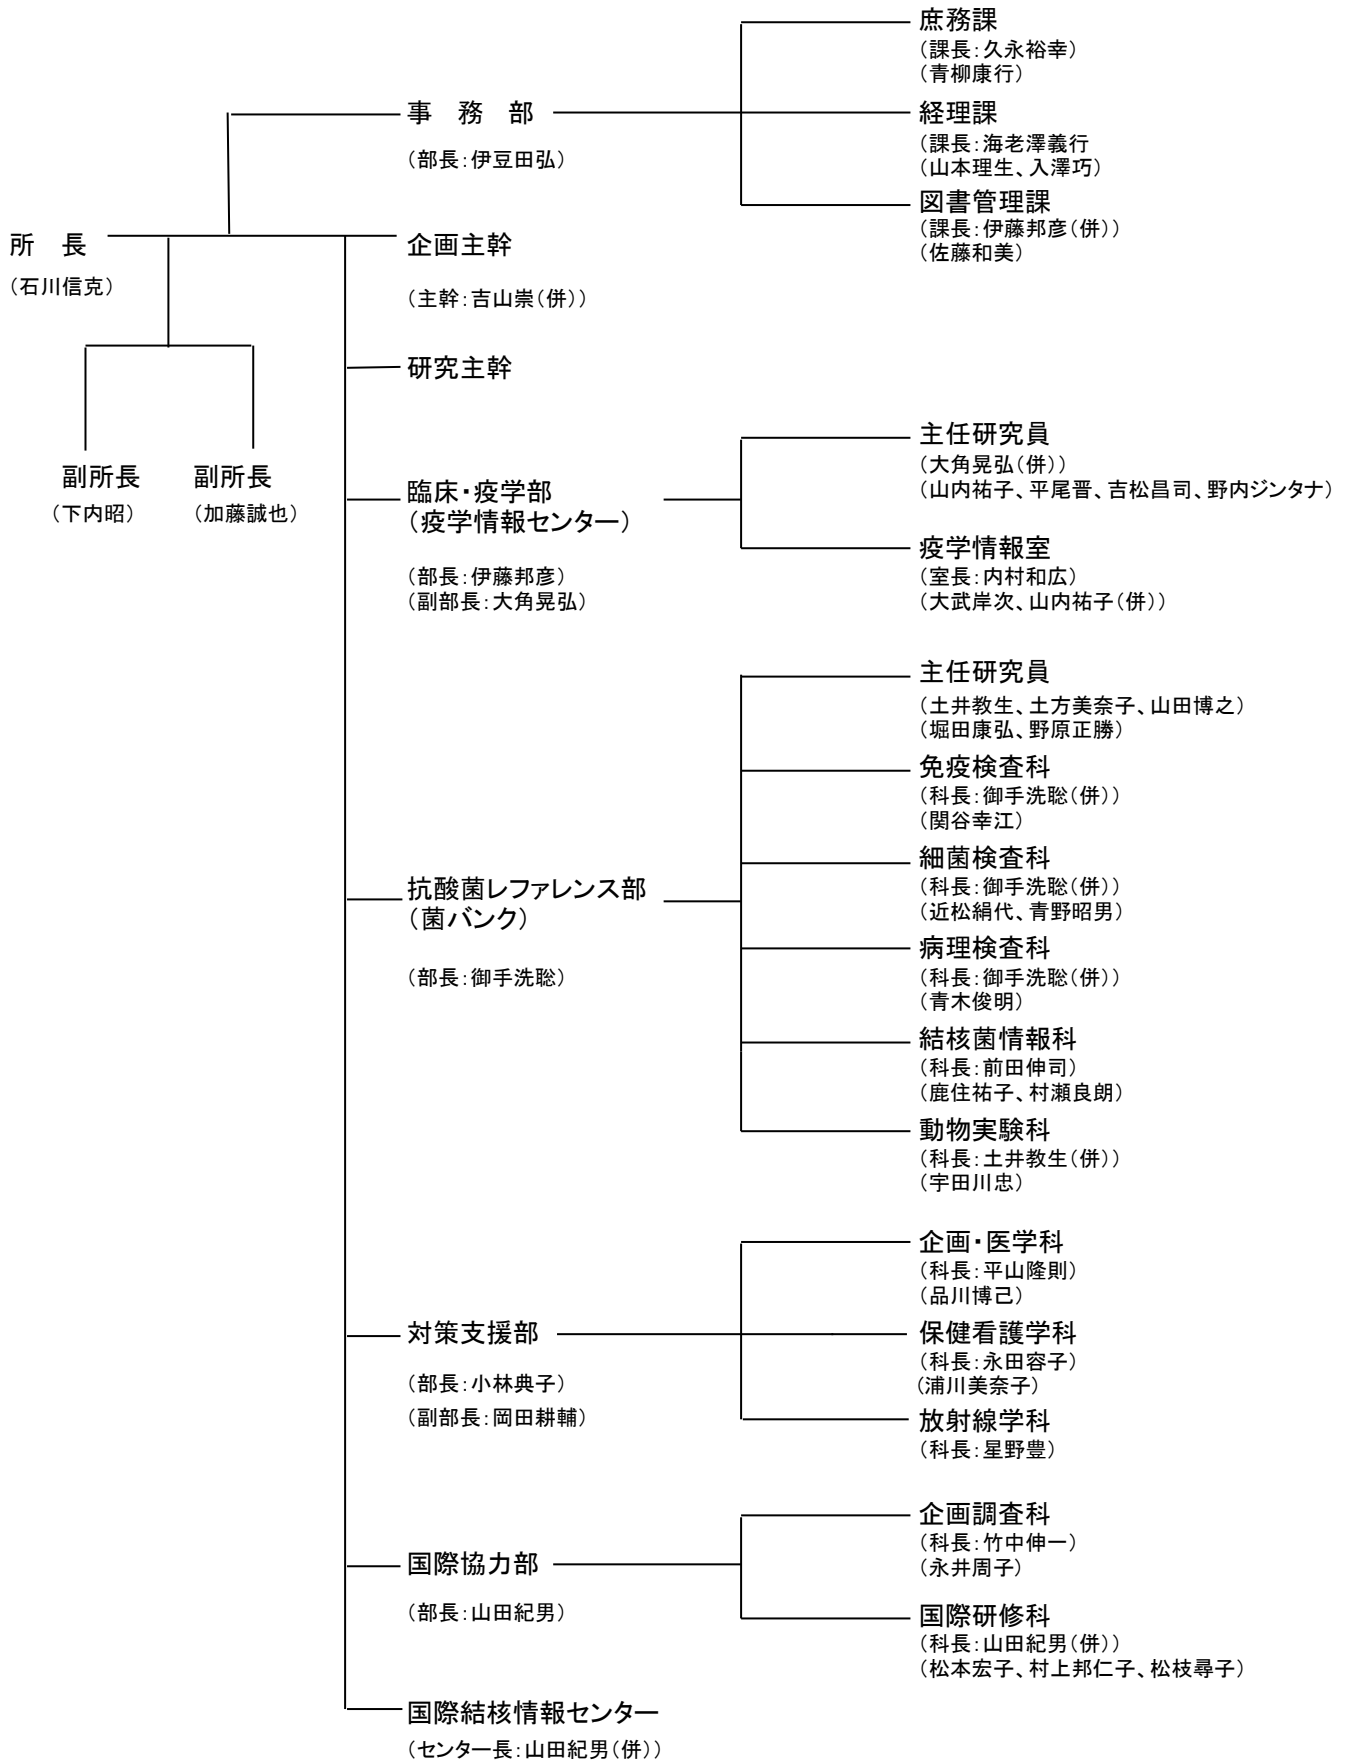 所　長
（石川信克）
副所長
（下内昭）
副所長
（加藤誠也）
事　務　部
（部長：伊豆田弘）
庶務課
（課長：久永裕幸）
（青柳康行）
経理課
（課長：海老澤義行
（山本理生、入澤巧）
図書管理課
（課長：伊藤邦彦（併））
（佐藤和美）
企画主幹
（主幹：吉山崇（併））
研究主幹
臨床・疫学部
（疫学情報センター）
（部長：伊藤邦彦）
（副部長：大角晃弘）
主任研究員
（大角晃弘（併））
（山内祐子、平尾晋、吉松昌司、野内ジンタナ）
疫学情報室
（室長：内村和広）
（大武岸次、山内祐子（併））
抗酸菌レファレンス部
（菌バンク）
（部長：御手洗聡）
主任研究員
（土井教生、土方美奈子、山田博之）
（堀田康弘、野原正勝）
免疫検査科
（科長：御手洗聡（併））
（関谷幸江）
細菌検査科
（科長：御手洗聡（併））
（近松絹代、青野昭男）
病理検査科
（科長：御手洗聡（併））
（青木俊明）
結核菌情報科
（科長：前田伸司）
（鹿住祐子、村瀬良朗）
動物実験科
（科長：土井教生（併））
（宇田川忠）
対策支援部
（部長：小林典子）
（副部長：岡田耕輔）
企画・医学科
（科長：平山隆則）
（品川博己）
保健看護学科
（科長：永田容子）
（浦川美奈子）
放射線学科
（科長：星野豊）
国際協力部
（部長：山田紀男）
企画調査科
（科長：竹中伸一）
（永井周子）
国際研修科
（科長：山田紀男（併））
（松本宏子、村上邦仁子、松枝尋子）
国際結核情報センター
（センター長：山田紀男（併））